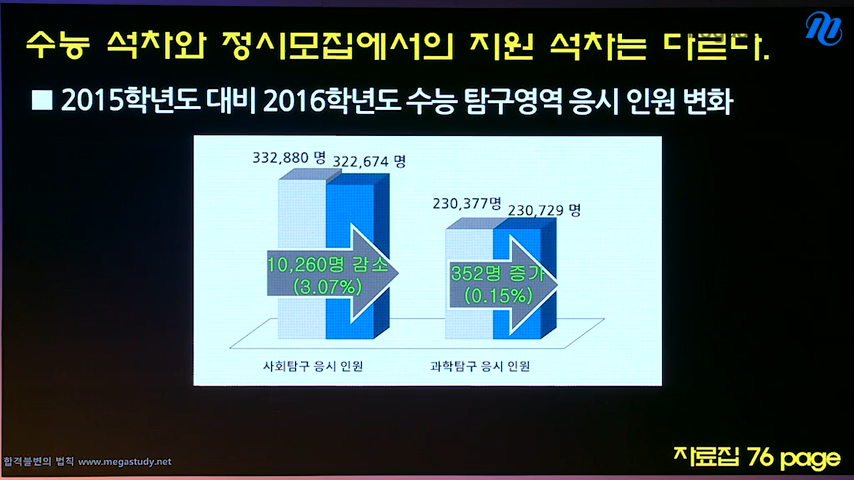 수능 석차와 정시모집에서의 지원 석차는 다르다.
■ 2015학년도 대비 2016학년도 수능 탐구영역 응시 인원 변화
332,880 명
322,674 명
230,377명
230,729 명
10,260명 감소
(3.07%)
352명 증가
(0.15%)
사회탐구 응시 인원
과학탐구 응시 인원
합격불변의 법칙 www.megastudy.net
자료집 76 page